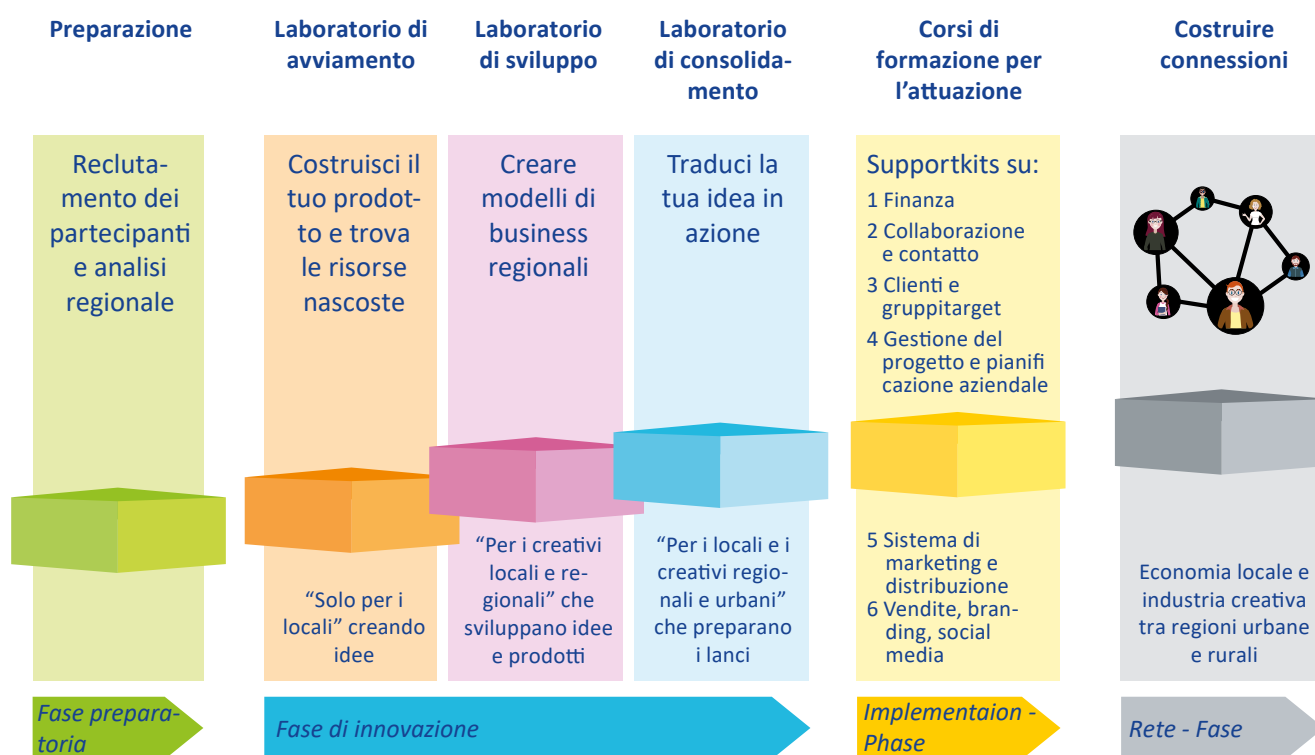 Preparazione
Laboratorio di
avviamento
Laboratorio
di sviluppo
Laboratorio
di consolida-
mento
Corsi di
formazione per
l'attuazione
Costruire
connessioni
Recluta-
mento dei
partecipanti
e analisi
regionale
Costruisci il
tuo prodot-
to e trova
le risorse
nascoste
Creare
modelli di
business
regionali
Traduci la
tua idea in
azione
Supportkits su:
1 Finanza
2 Collaborazione
e contatto
3 Clienti e
gruppitarget
4 Gestione del
progetto e pianifi
cazione aziendale
"Solo per i
locali" creando
idee
"Per i creativi
locali e re-
gionali" che
sviluppano idee
e prodotti
"Per i locali e i
creativi regio-
nali e urbani"
che preparano
i lanci
5 Sistema di
marketing e
distribuzione
6 Vendite, bran-
ding, social
media
Economia locale e
industria creativa
tra regioni urbane
e rurali
Fase prepara-
toria
Fase di innovazione
Implementaion -
Phase
Rete - Fase